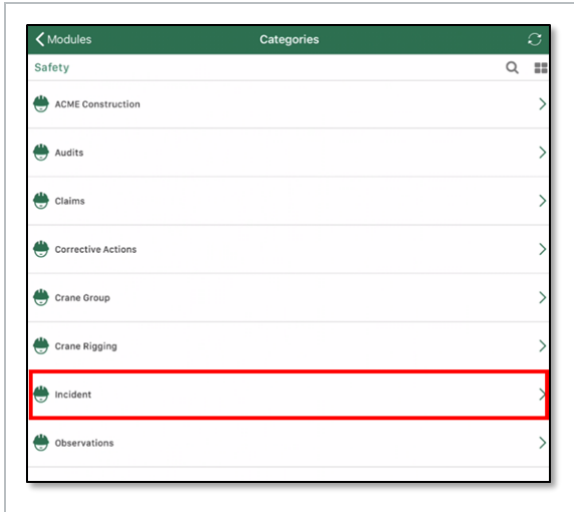 Modules Categories
Safety
ACME Construction
Audits
Claims
Corrective Actions
Crane Group
Crane Rigging
Incident
Observations